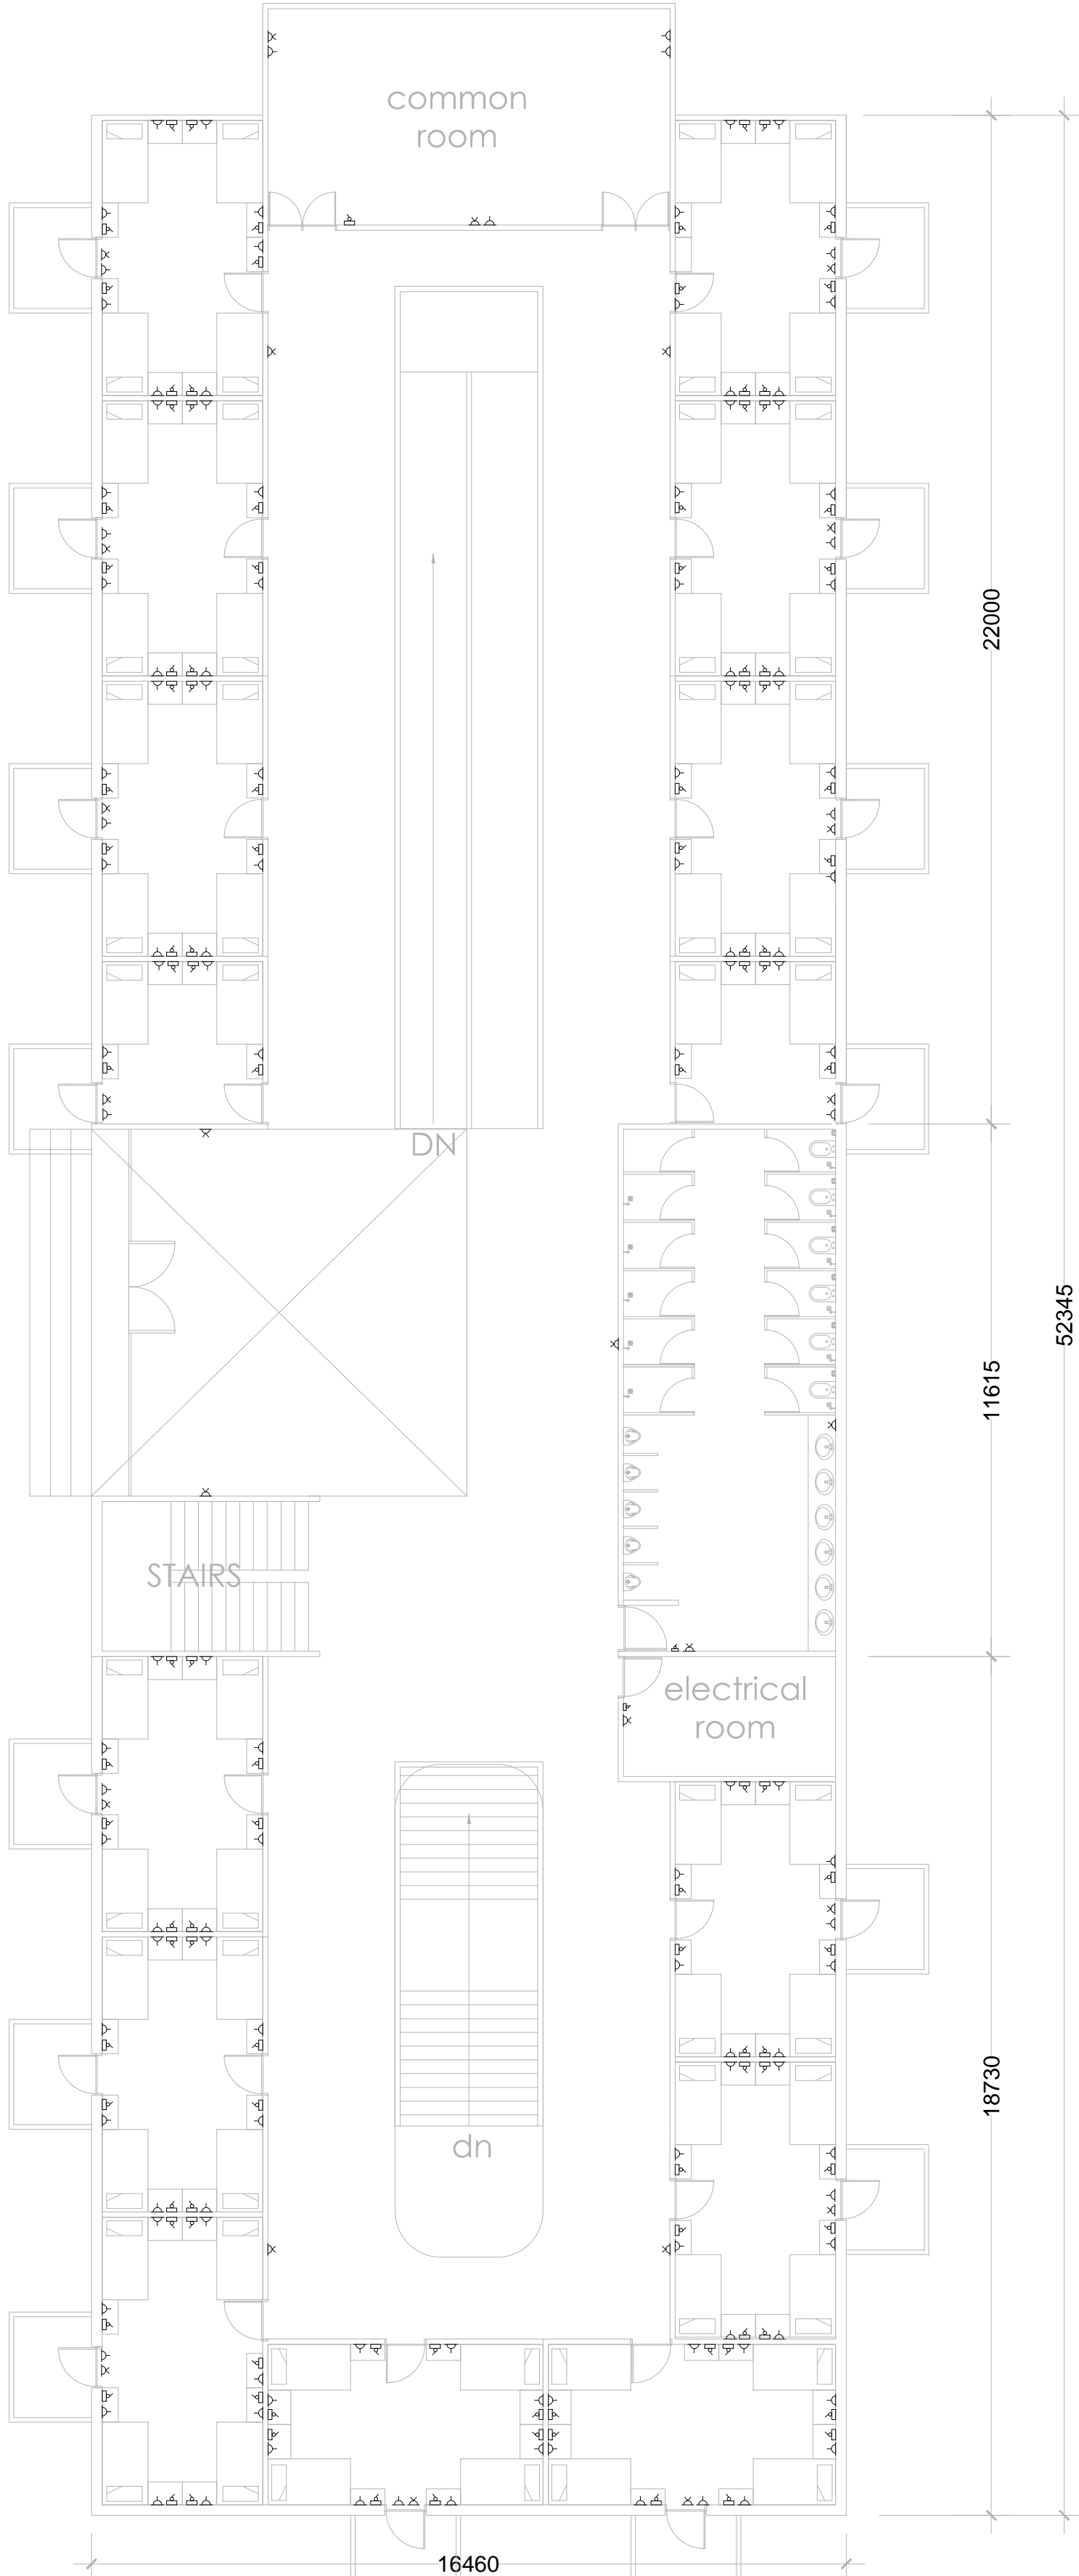 common
room
22000
DN
52345
11615
STAIRS
electrical
room
18730
dn
16460